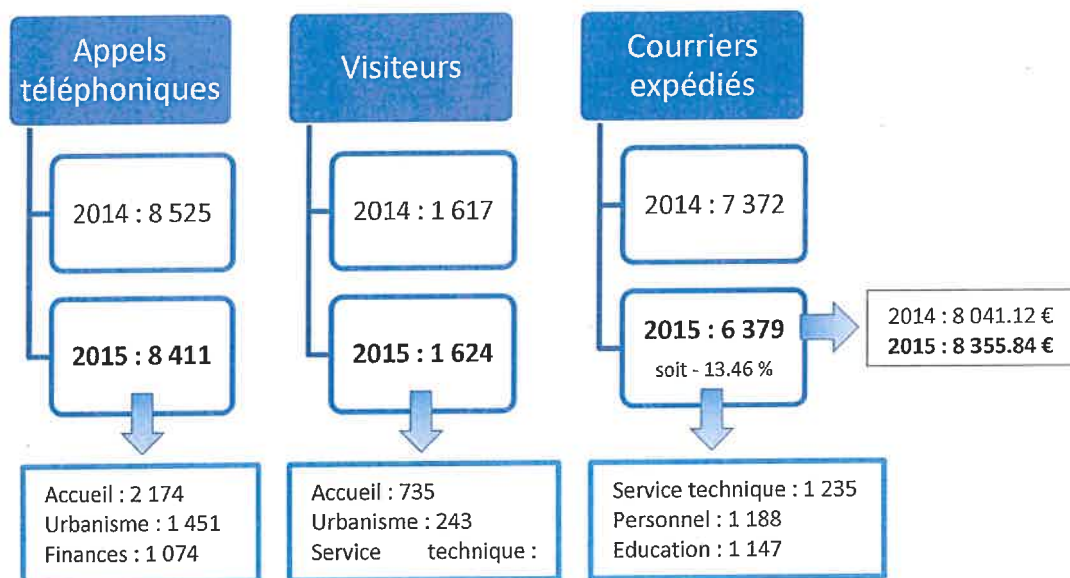 Appels
téléphoniques
2014 : 8 525
2015 : 8 411
Accueil : 2 174
Urbanisme : 1 451
Finances : 1 074
Visiteurs
2014 : 1 617
2015 : 1 624
Accueil : 735
Urbanisme : 243
Service technique :
Courriers
expédiés
2014 : 7 372
2015 : 6 379
soit - 13.46 %
2014 : 8 041.12 €
2015 : 8 355.84 €
Service technique : 1 235
Personnel : 1 188
Education : 1 147